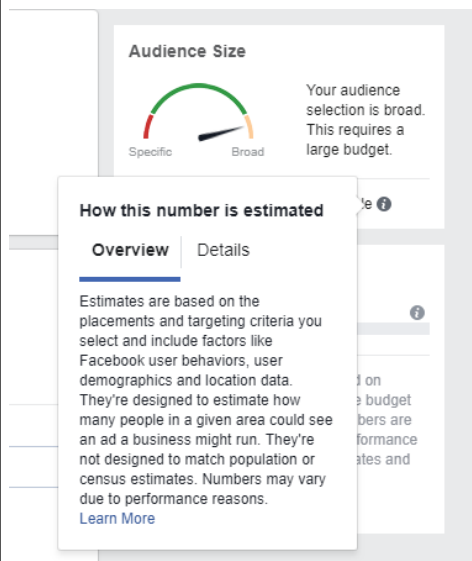 Audience Size
Your audience
selection is broad.
This requires a
large budget.
Specific
Broad
How this number is estimated
Overview
Details
Estimates are based on the
placements and targeting criteria you
select and include factors like
Facebook user behaviors, user
demographics and location data.
They're designed to estimate how
many people in a given area could see
an ad a business might run. They're
not designed to match population or
census estimates. Numbers may vary
due to performance reasons.
Learn More
on
budget
are
and